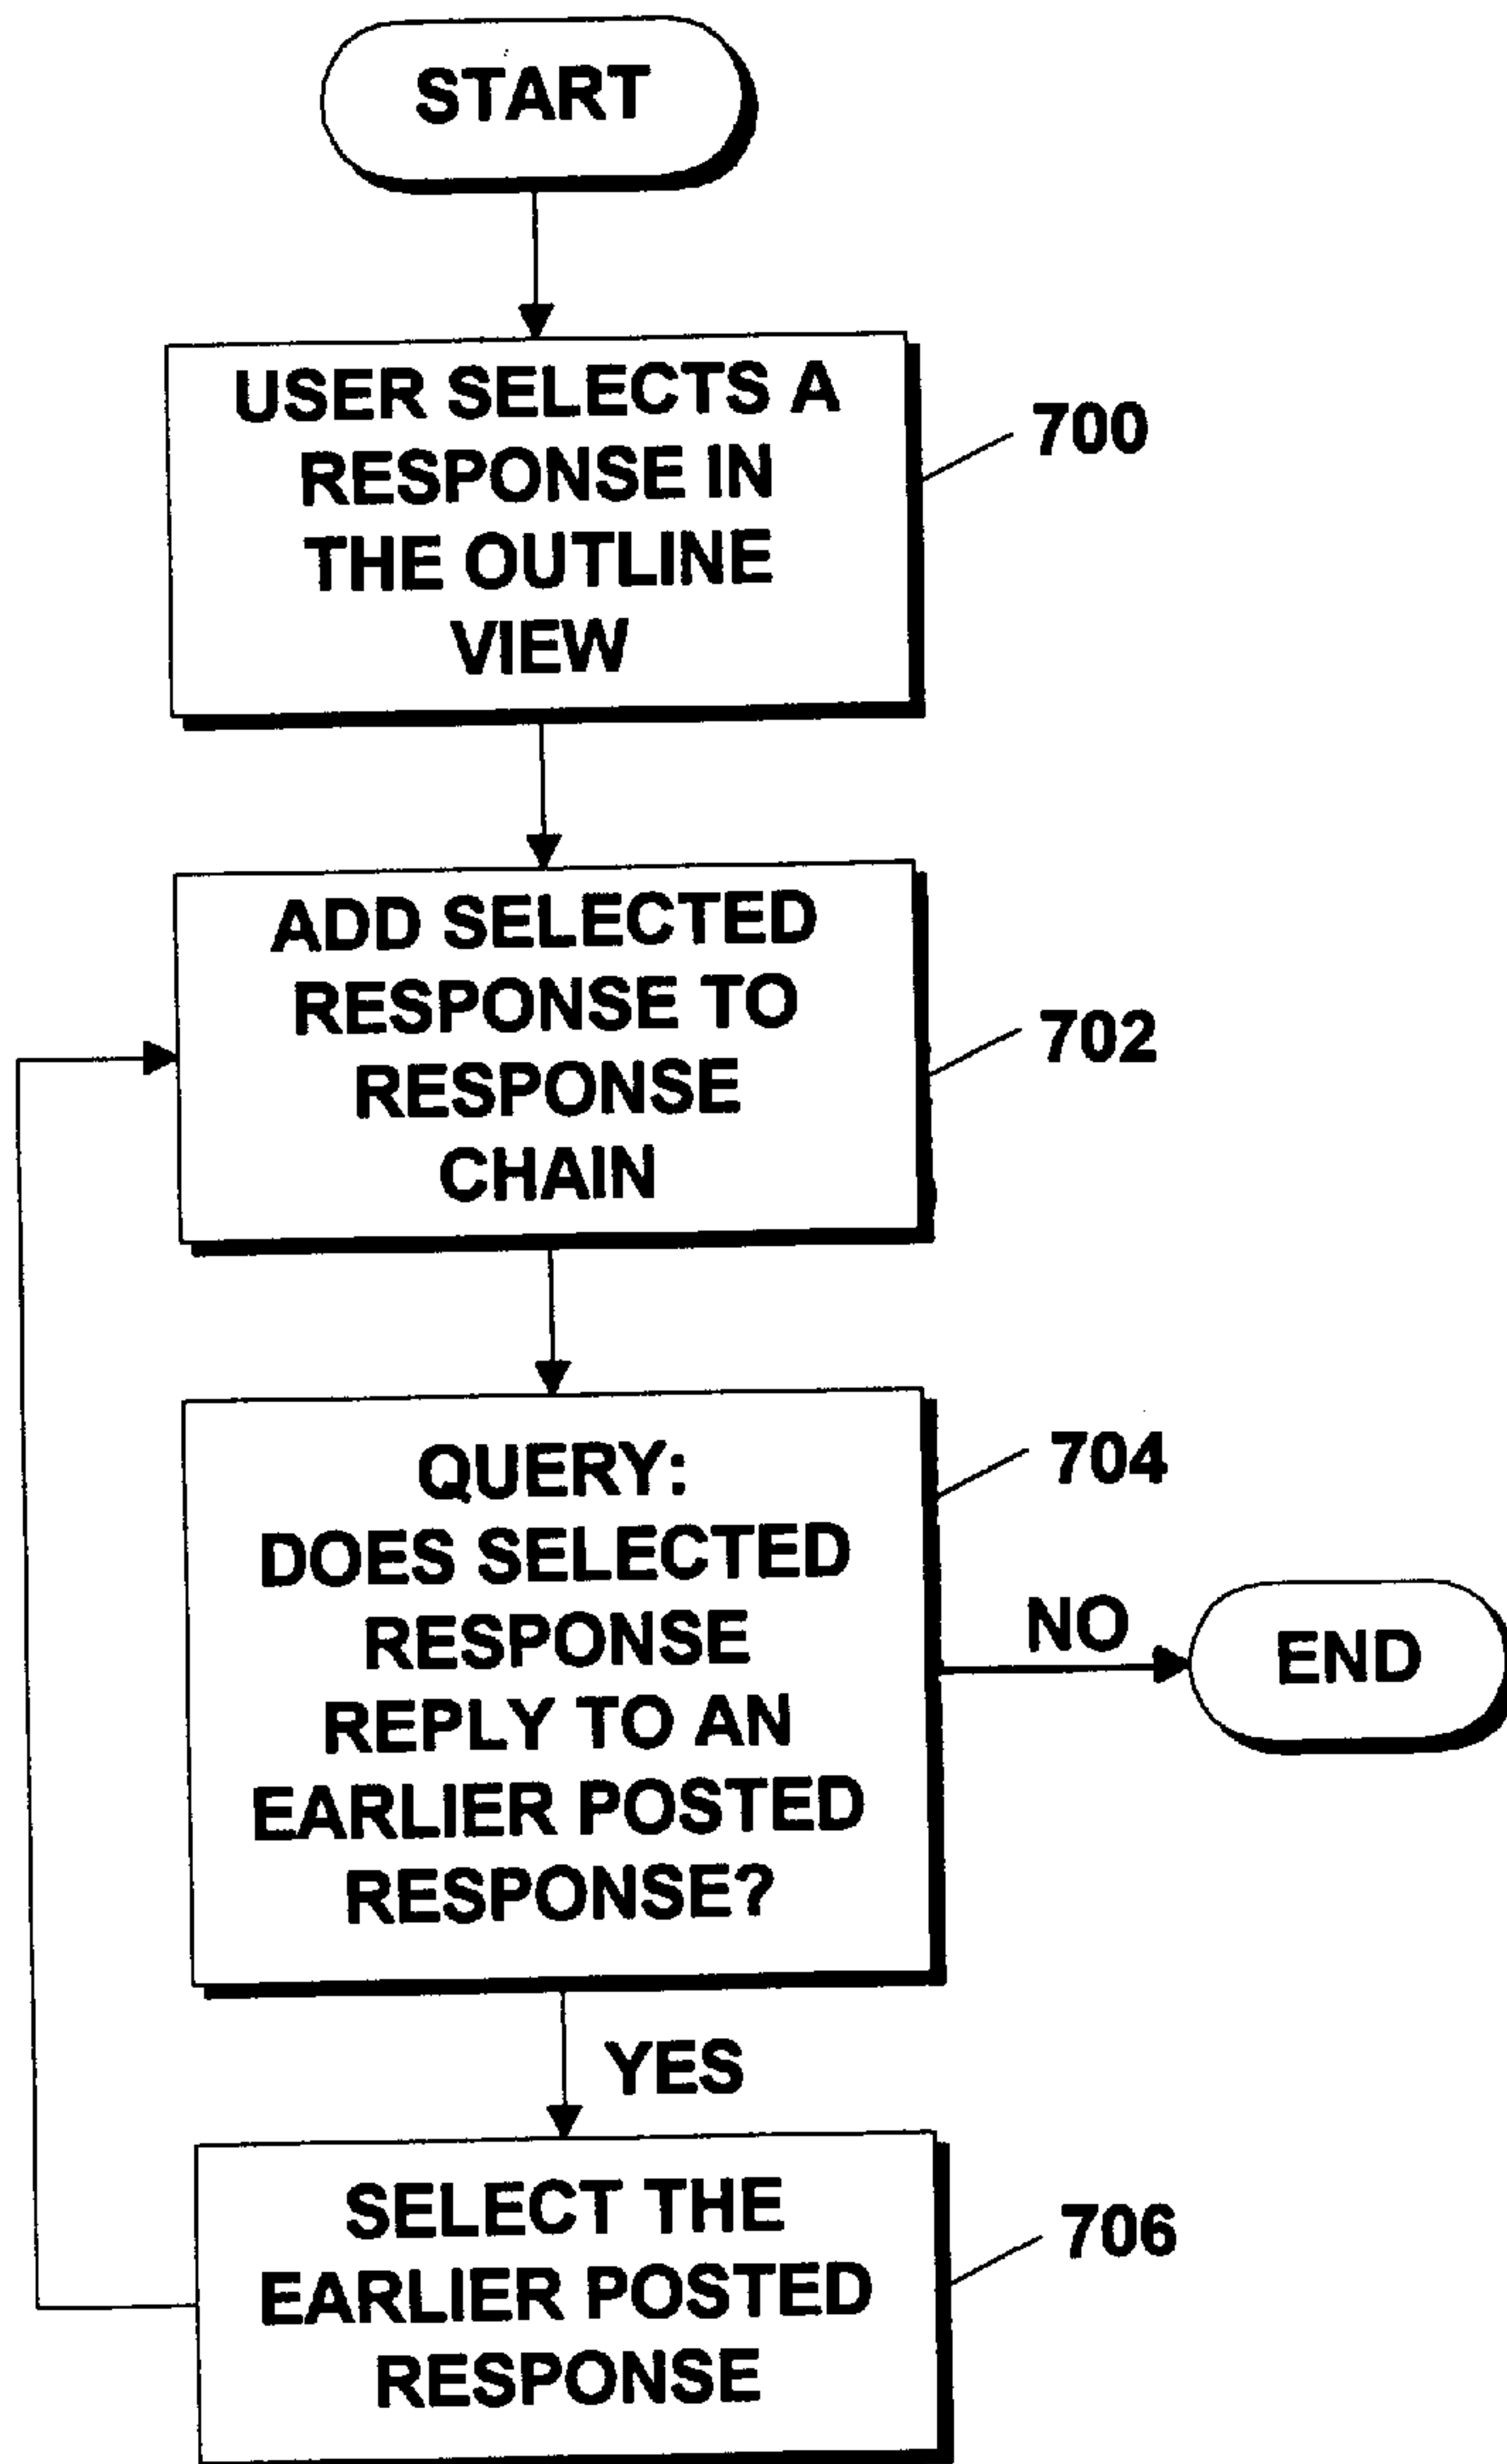 START
USER SELECTS A
RESPONSE IN
THE OUTLINE
VIEW
700
ADD SELECTED
RESPONSE TO
RESPONSE
CHAIN
702
QUERY:
DOES SELECTED
RESPONSE
REPLY TO AN
EARLIER POSTED
RESPONSE?
704
NO
END
YES
SELECT THE
EARLIER POSTED
RESPONSE
706